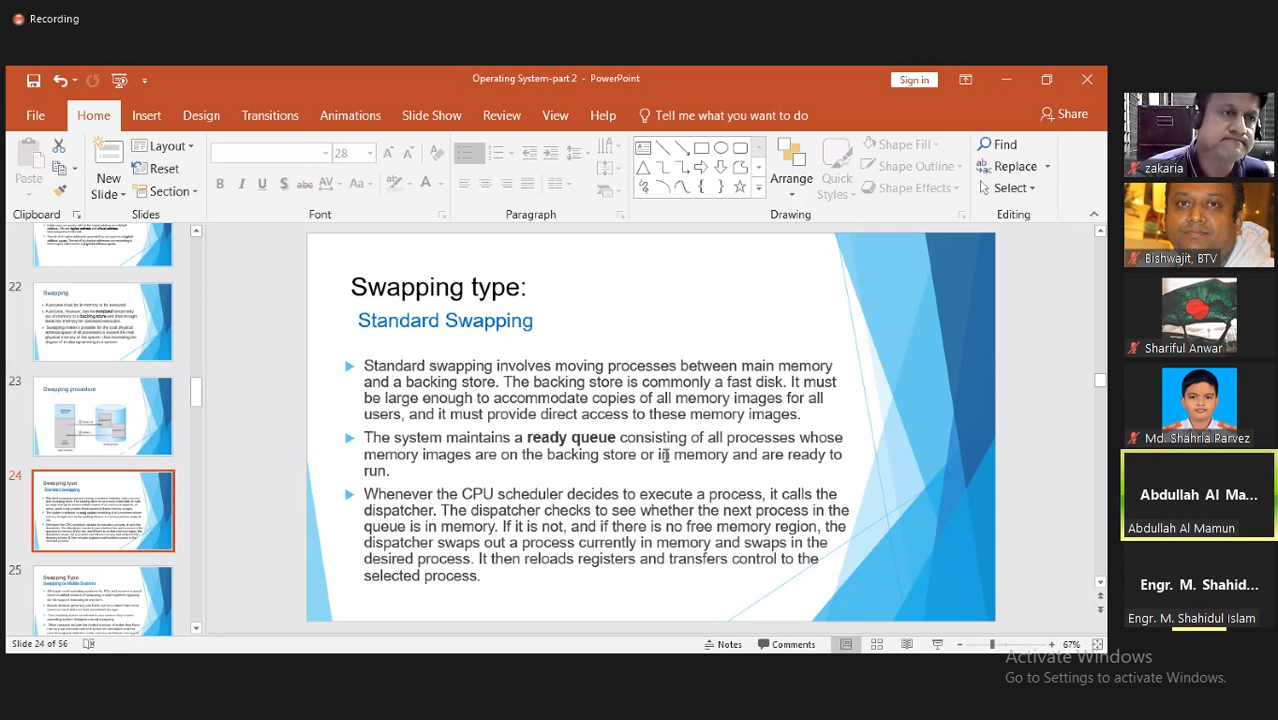 Recording
Operating System-part 2 - PowerPoint
Sign in
File Home Insert Design Transitions Animations Slide Show Review View Help Tell me what you want to do Share
Paste
New Slide
Layout
Reset
Section
28
B I U S abc AV Aa A
Arrange
Quick Styles
Shape Fill
Shape Outline
Shape Effects
Find
Replace
Select
Clipboard Slides Font Paragraph Drawing Editing
22
Swapping
23
Swapping procedure
24
Swapping type:
Standard Swapping
25
Swapping Type:
Swapping on Mobile Systems
Swapping type:
Standard Swapping
Standard swapping involves moving processes between main memory
and a backing store. The backing store is commonly a fast disk. It must
be large enough to accommodate copies of all memory images for all
users, and it must provide direct access to these memory images.
The system maintains a ready queue consisting of all processes whose
memory images are on the backing store or in memory and are ready to
run.
Whenever the CPU scheduler decides to execute a process, it calls the
dispatcher. The dispatcher checks to see whether the next process in the
queue is in memory. If it is not, and if there is no free memory region, the
dispatcher swaps out a process currently in memory and swaps in the
desired process. It then reloads registers and transfers control to the
selected process.
Slide 24 of 56
Notes
Comments
67%
zakaria
Bishwajit, BTV
Shariful Anwar
Md. Shahria Parvez
Abdullah Al Ma...
Abdullah Al Mamun
Engr. M. Shahid...
Engr. M. Shahidul Islam
Activate Windows
Go to Settings to activate Windows.